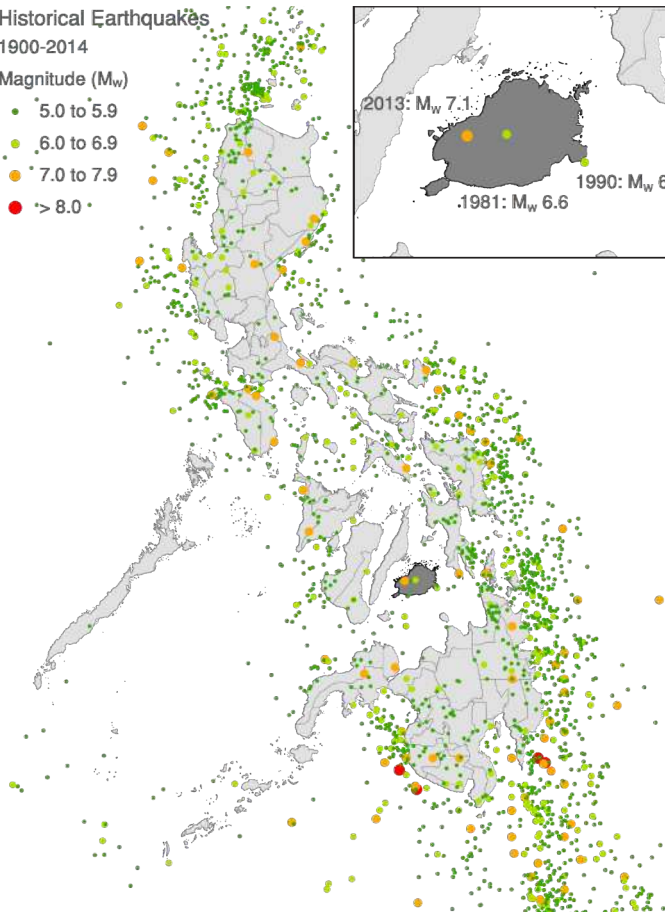 Historical Earthquakes
1900-2014
Magnitude (Mw)
5.0 to 5.9
6.0 to 6.9
7.0 to 7.9
> 8.0
2013: Mw 7.1
1990: Mw 6
1981: Mw 6.6